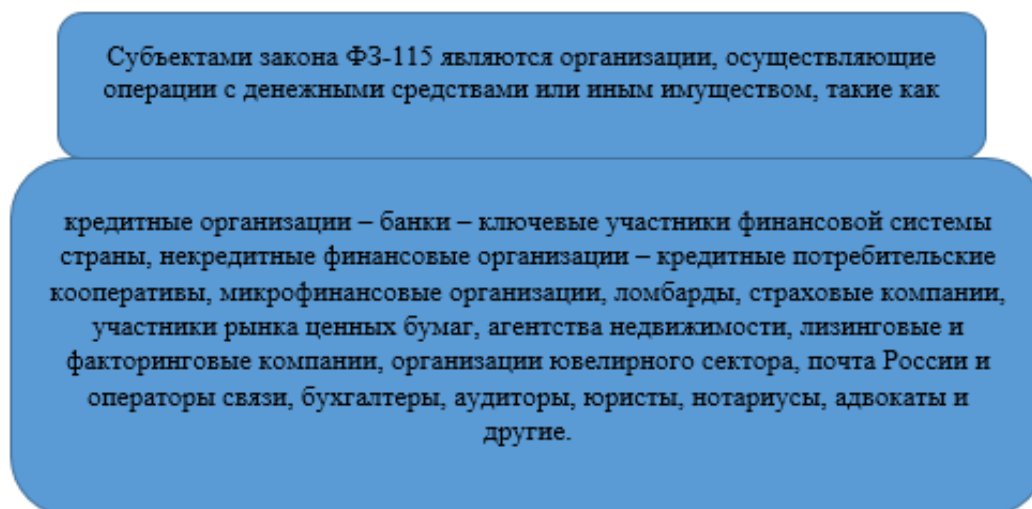 Субъектами закона ФЗ-115 являются организации, осуществляющие
операции с денежными средствами или иным имуществом, такие как
кредитные организации – банки – ключевые участники финансовой системы
страны, некредитные финансовые организации – кредитные потребительские
кооперативы, микрофинансовые организации, ломбарды, страховые компании,
участники рынка ценных бумаг, агентства недвижимости, лизинговые и
факторинговые компании, организации ювелирного сектора, почта России и
операторы связи, бухгалтеры, аудиторы, юристы, нотариусы, адвокаты и
другие.